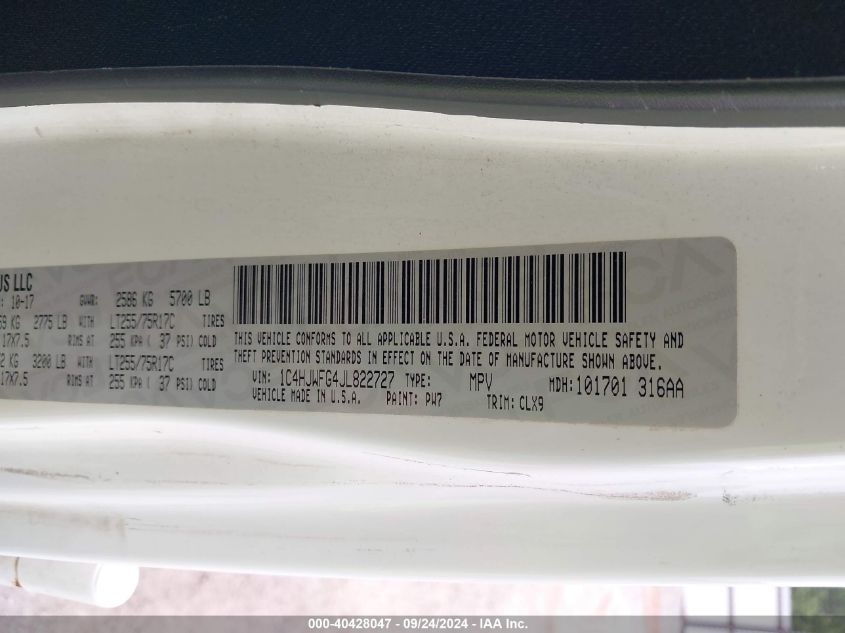 US LLC
10-17 GVWR: 2586 KG 5700 LB
2775 LB WITH LT255/75R17C TIRES
17X7.5 RIMS AT 255 KPA ( 37 PSI) COLD
3200 LB WITH LT255/75R17C TIRES
17X7.5 RIMS AT 255 KPA ( 37 PSI) COLD
THIS VEHICLE CONFORMS TO ALL APPLICABLE U.S.A. FEDERAL MOTOR VEHICLE SAFETY AND
THEFT PREVENTION STANDARDS IN EFFECT ON THE DATE OF MANUFACTURE SHOWN ABOVE.
VIN: 1C4HJWFG4JL822727 TYPE: MPV MDH: 101701 316AA
VEHICLE MADE IN U.S.A. PAINT: PW7 TRIM: CLX9
000-40428047 - 09/24/2024 - IAA Inc.